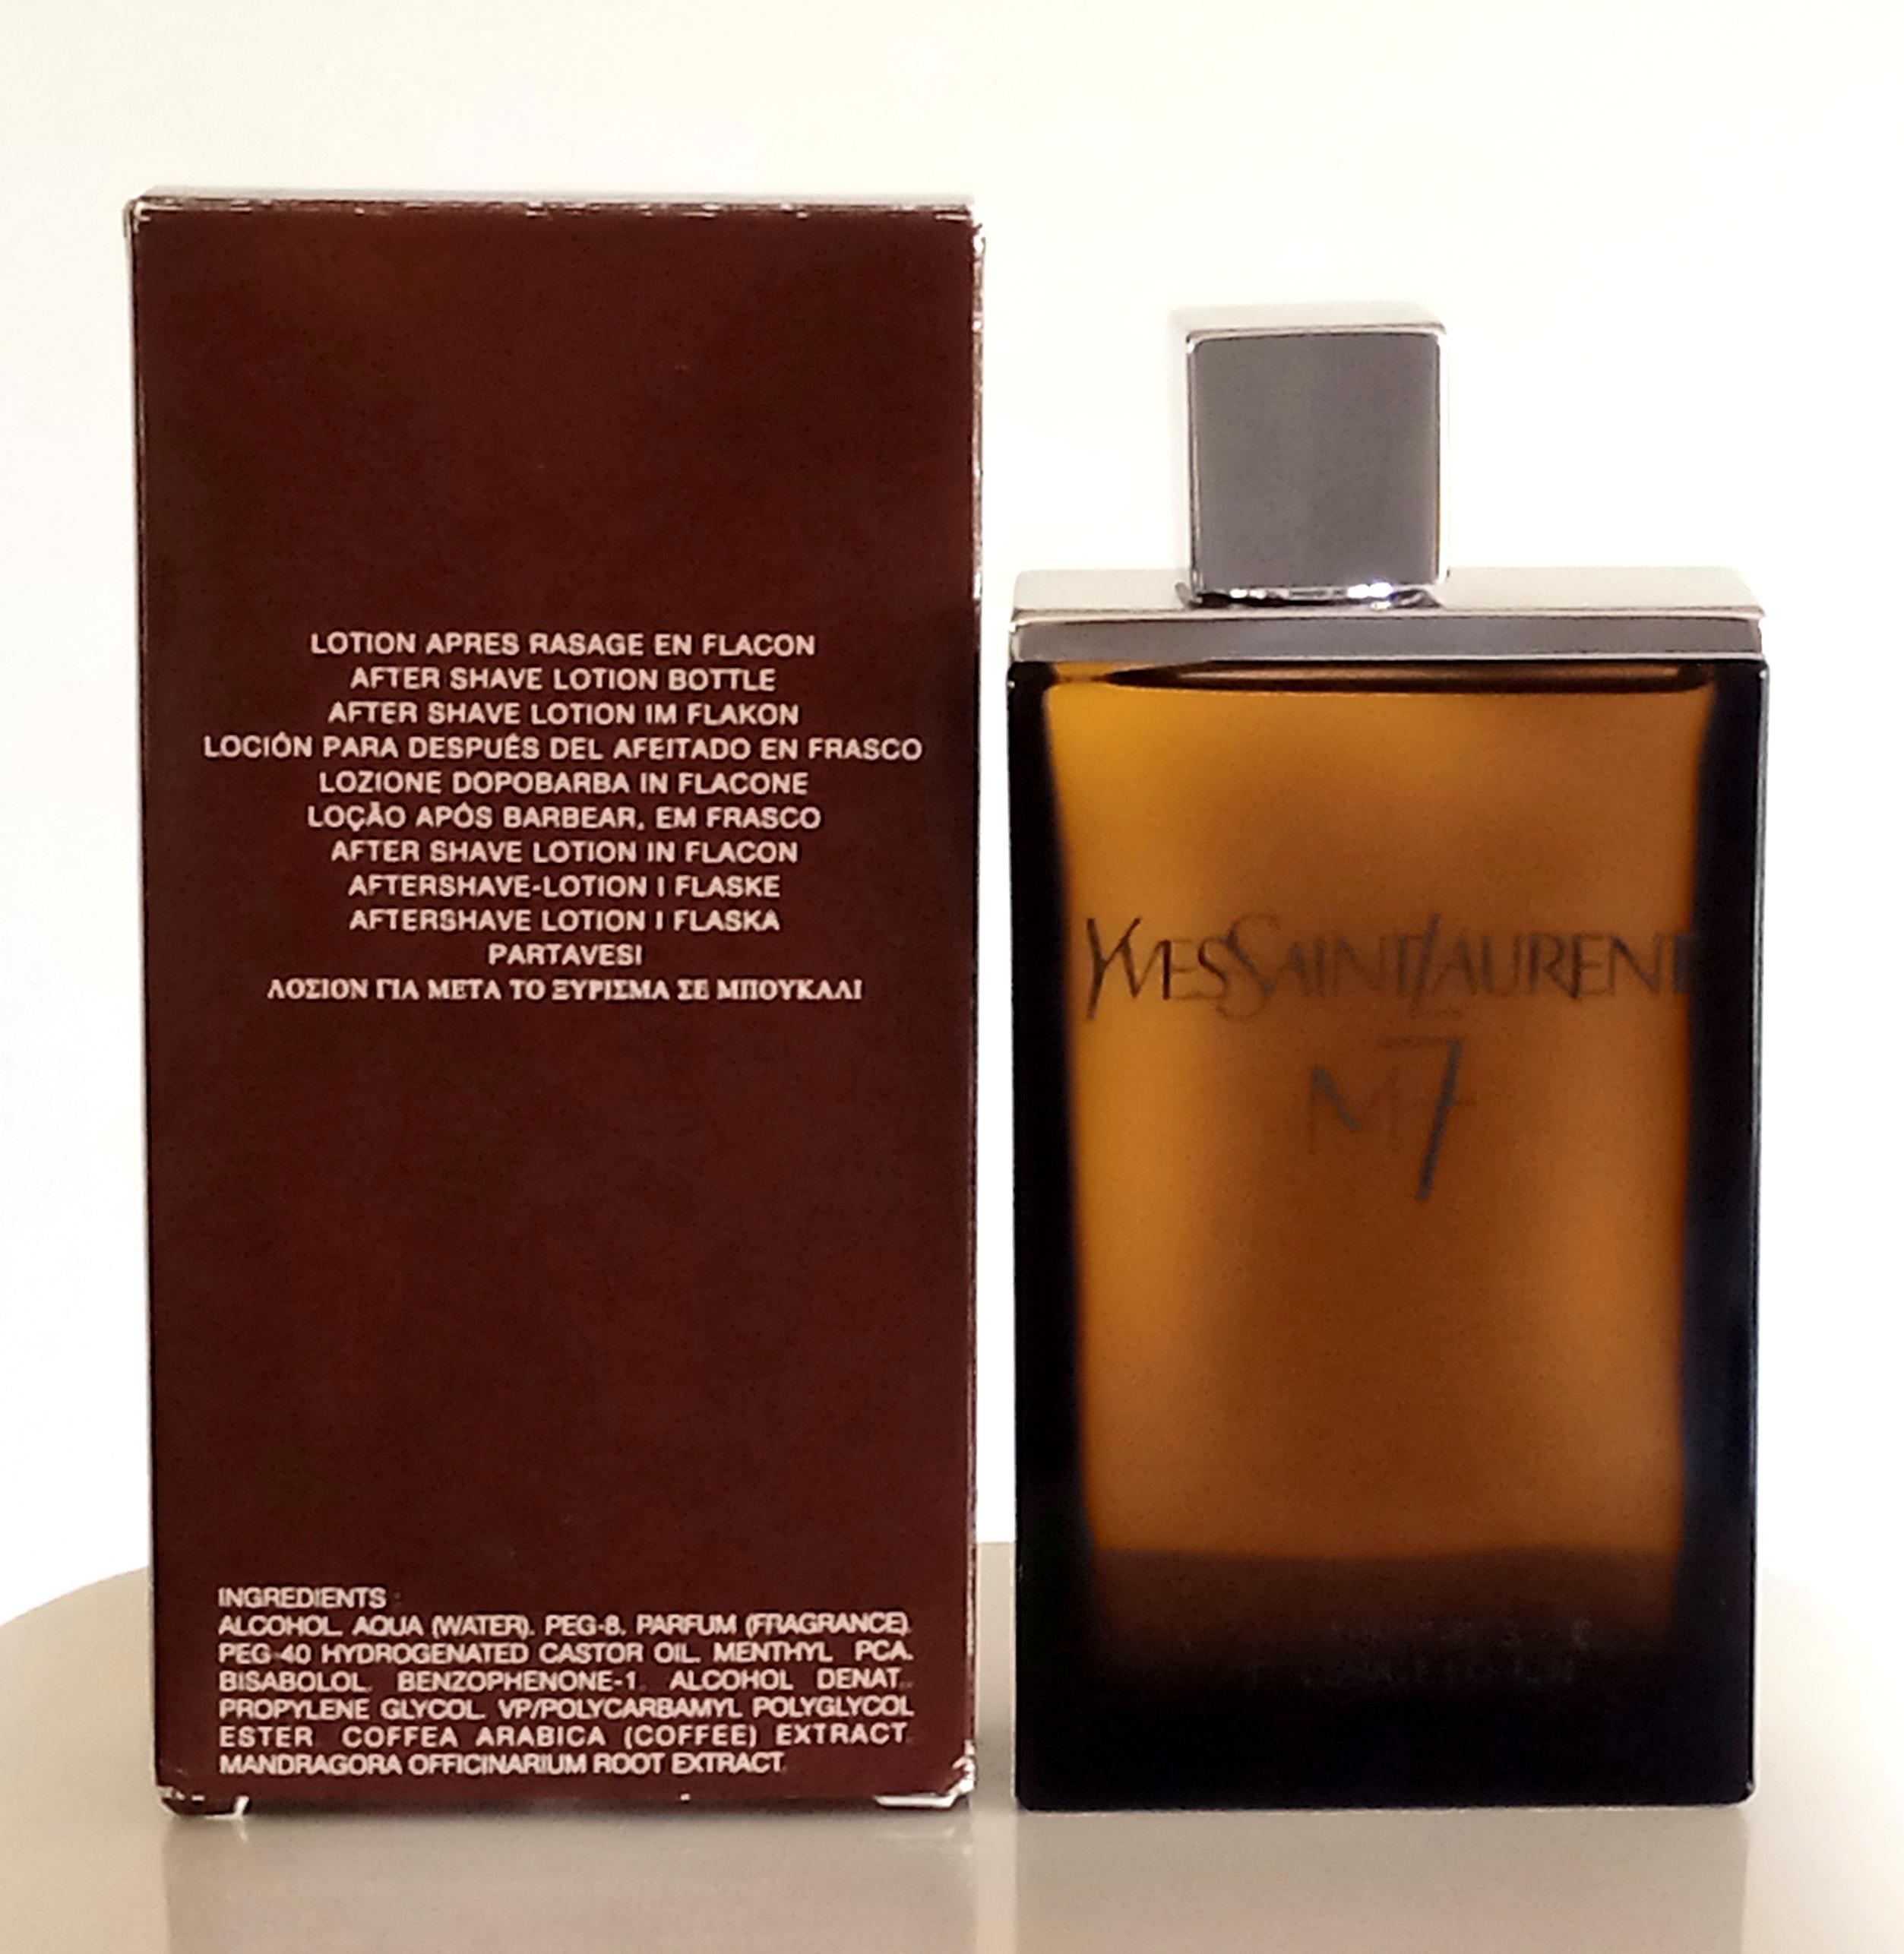 LOTION APRES RASAGE EN FLACON
AFTER SHAVE LOTION BOTTLE
AFTER SHAVE LOTION IM FLAKON
LOCIÓN PARA DESPUÉS DEL AFEITADO EN FRASCO
LOZIONE DOPOBARBA IN FLACONE
LOÇÃO APÓS BARBEAR, EM FRASCO
AFTER SHAVE LOTION IN FLACON
AFTERSHAVE-LOTION I FLASKE
AFTERSHAVE LOTION I FLASKA
PARTAVESI
ΛΟΣΙΟΝ ΓΙΑ ΜΕΤΑ ΤΟ ΞΥΡΙΣΜΑ ΣΕ ΜΠΟΥΚΑΛΙ
INGREDIENTS :
ALCOHOL, AQUA (WATER), PEG-8, PARFUM (FRAGRANCE),
PEG-40 HYDROGENATED CASTOR OIL, MENTHYL PCA,
BISABOLOL, BENZOPHENONE-1, ALCOHOL DENAT.,
PROPYLENE GLYCOL, VP/POLYCARBAMYL POLYGLYCOL
ESTER, COFFEA ARABICA (COFFEE) EXTRACT,
MANDRAGORA OFFICINARIUM ROOT EXTRACT.
YVESSAINTLAURENT
M7